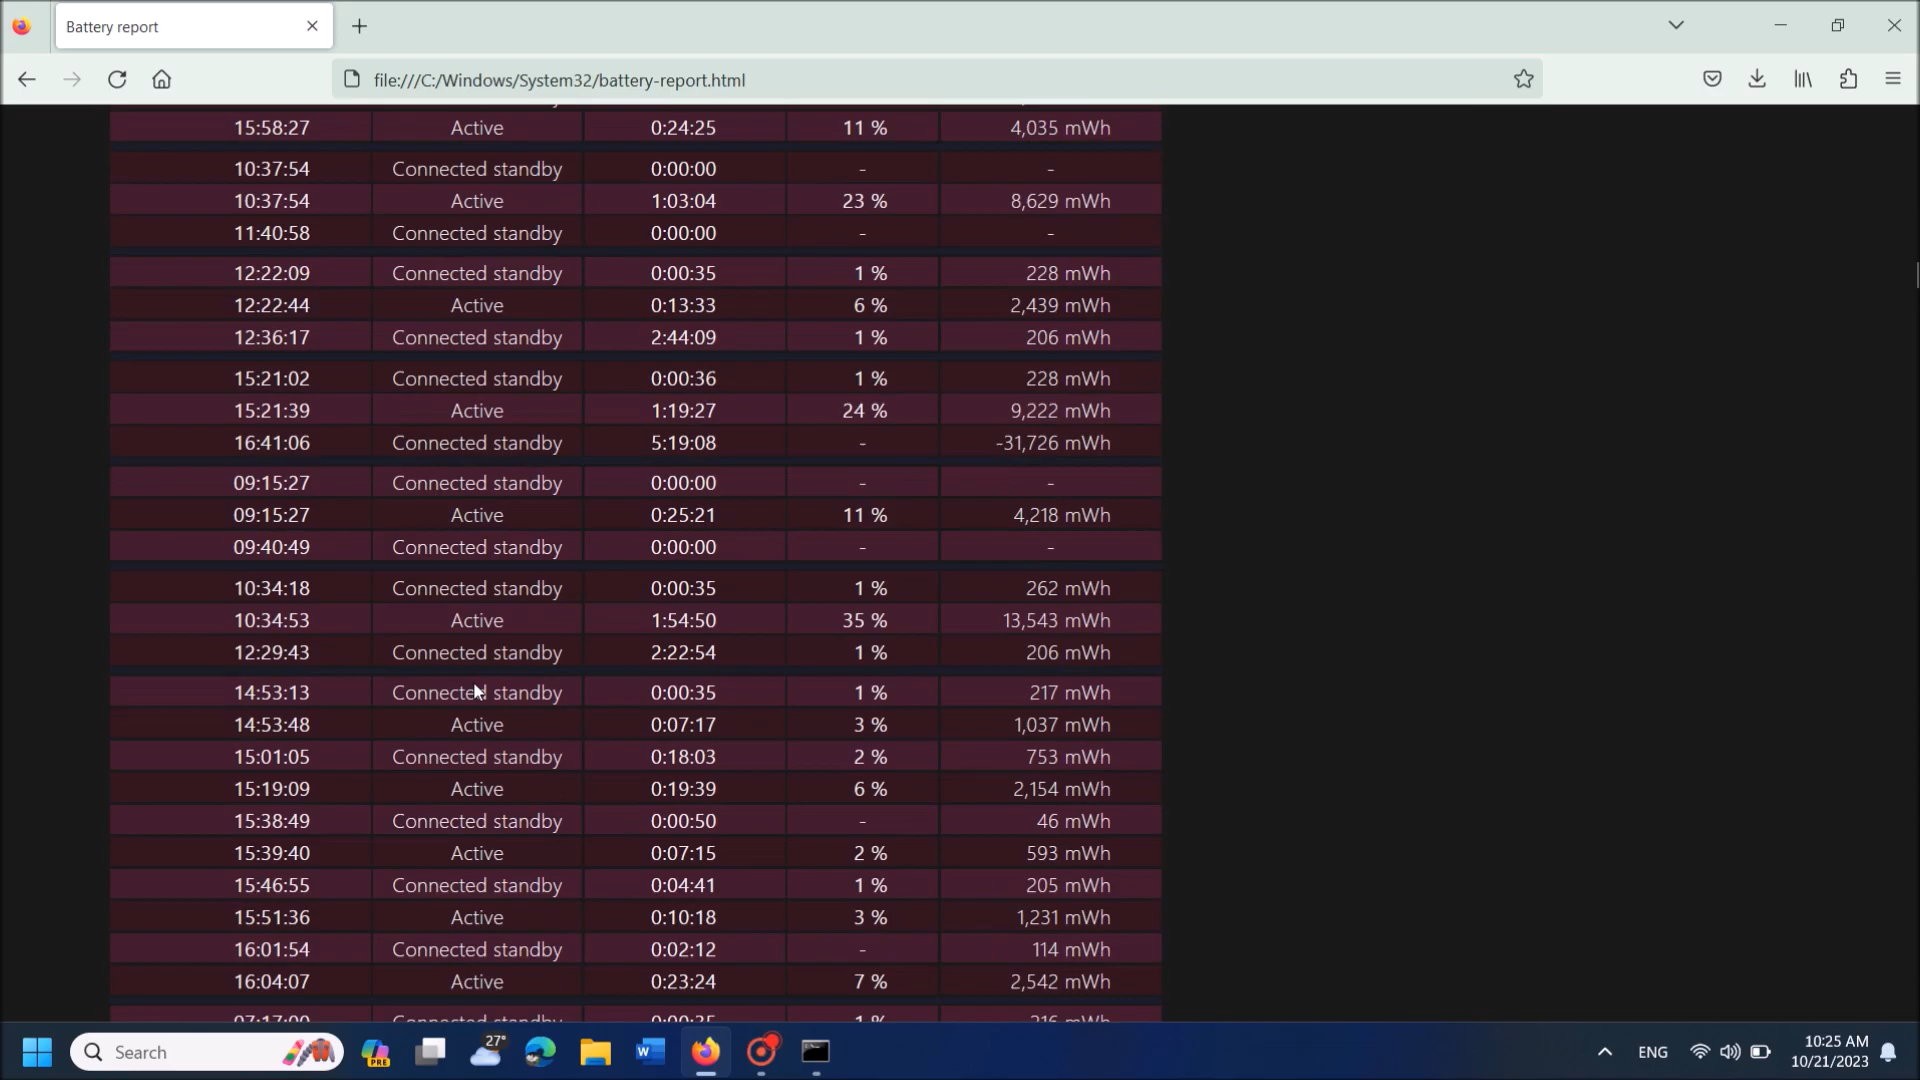 Battery report
file:///C:/Windows/System32/battery-report.html
15:58:27 Active 0:24:25 11 % 4,035 mWh
10:37:54 Connected standby 0:00:00 - -
10:37:54 Active 1:03:04 23 % 8,629 mWh
11:40:58 Connected standby 0:00:00 - -
12:22:09 Connected standby 0:00:35 1 % 228 mWh
12:22:44 Active 0:13:33 6 % 2,439 mWh
12:36:17 Connected standby 2:44:09 1 % 206 mWh
15:21:02 Connected standby 0:00:36 1 % 228 mWh
15:21:39 Active 1:19:27 24 % 9,222 mWh
16:41:06 Connected standby 5:19:08 - -31,726 mWh
09:15:27 Connected standby 0:00:00 - -
09:15:27 Active 0:25:21 11 % 4,218 mWh
09:40:49 Connected standby 0:00:00 - -
10:34:18 Connected standby 0:00:35 1 % 262 mWh
10:34:53 Active 1:54:50 35 % 13,543 mWh
12:29:43 Connected standby 2:22:54 1 % 206 mWh
14:53:13 Connected standby 0:00:35 1 % 217 mWh
14:53:48 Active 0:07:17 3 % 1,037 mWh
15:01:05 Connected standby 0:18:03 2 % 753 mWh
15:19:09 Active 0:19:39 6 % 2,154 mWh
15:38:49 Connected standby 0:00:50 - 46 mWh
15:39:40 Active 0:07:15 2 % 593 mWh
15:46:55 Connected standby 0:04:41 1 % 205 mWh
15:51:36 Active 0:10:18 3 % 1,231 mWh
16:01:54 Connected standby 0:02:12 - 114 mWh
16:04:07 Active 0:23:24 7 % 2,542 mWh
Search
PRE
27°
ENG
10:25 AM
10/21/2023